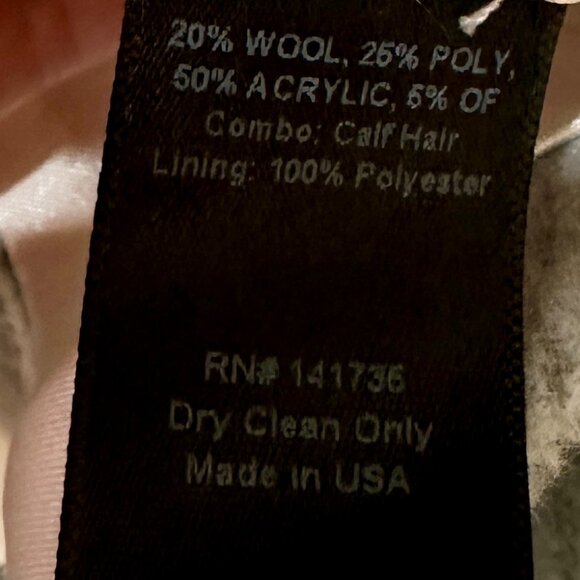 20% WOOL, 25% POLY,
50% ACRYLIC, 5% OF
Combo: Calf Hair
Lining: 100% Polyester
RN# 141736
Dry Clean Only
Made in USA